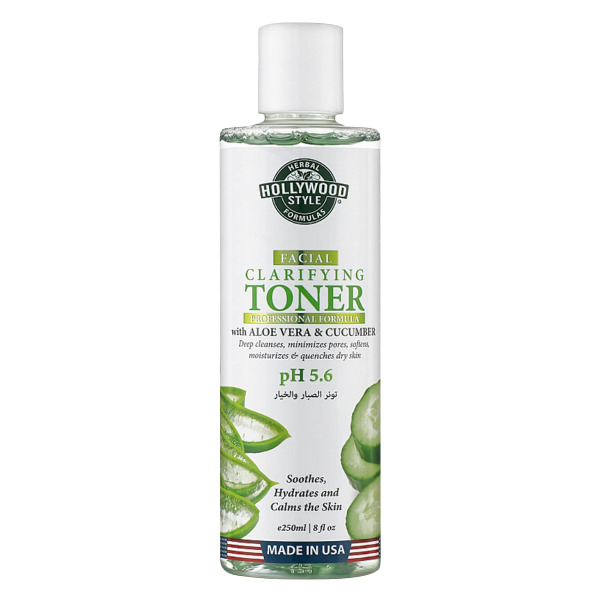 HERBAL
HOLLYWOOD
STYLE
FORMULAS
FACIAL
CLARIFYING
TONER
PROFESSIONAL FORMULA
with ALOE VERA & CUCUMBER
Deep cleanses, minimizes pores, softens,
moisturizes & quenches dry skin
pH 5.6
تونر الصبار والخيار
Soothes,
Hydrates and
Calms the Skin
e250ml | 8 fl oz
MADE IN USA